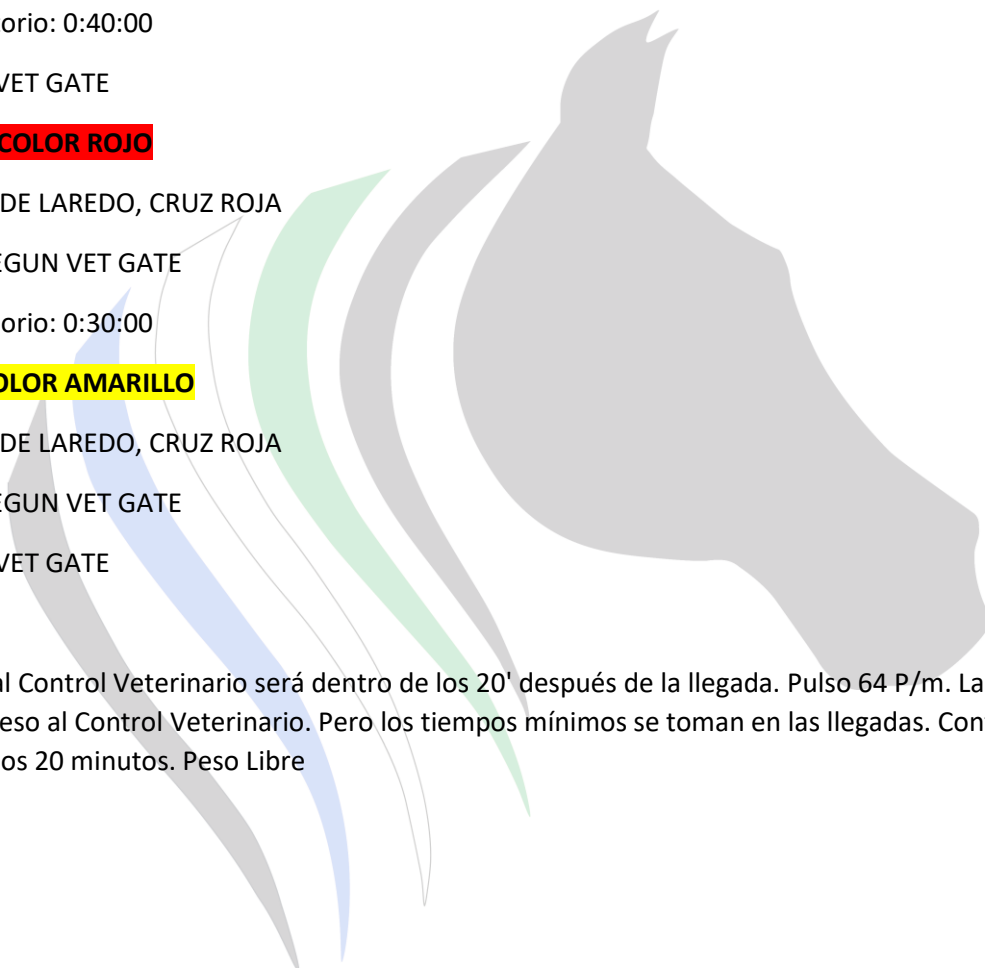 orio: 0:40:00
VET GATE
COLOR ROJO
DE LAREDO, CRUZ ROJA
EGUN VET GATE
orio: 0:30:00
OLOR AMARILLO
DE LAREDO, CRUZ ROJA
EGUN VET GATE
VET GATE
al Control Veterinario será dentro de los 20' después de la llegada. Pulso 64 P/m. La
eso al Control Veterinario. Pero los tiempos mínimos se toman en las llegadas. Con
os 20 minutos. Peso Libre